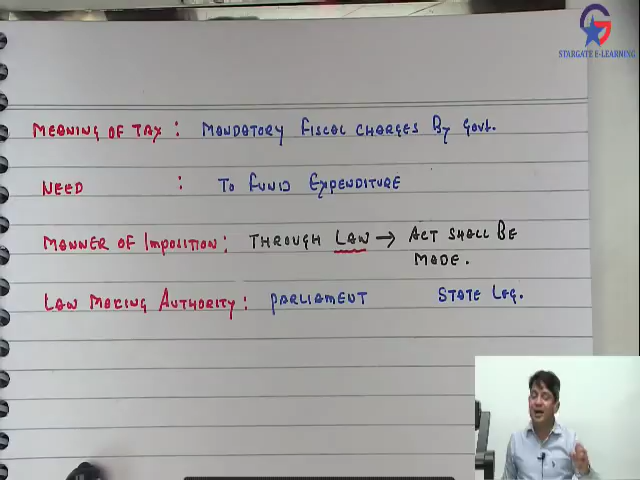 STARGATE E-LEARNING
MEANING OF TAX : MANDATORY FISCAL CHARGES BY GOVT.
NEED : TO FUND EXPENDITURE
MANNER OF IMPOSITION : THROUGH LAW → ACT SHALL BE
MADE.
LAW MAKING AUTHORITY : PARLIAMENT STATE LEG.